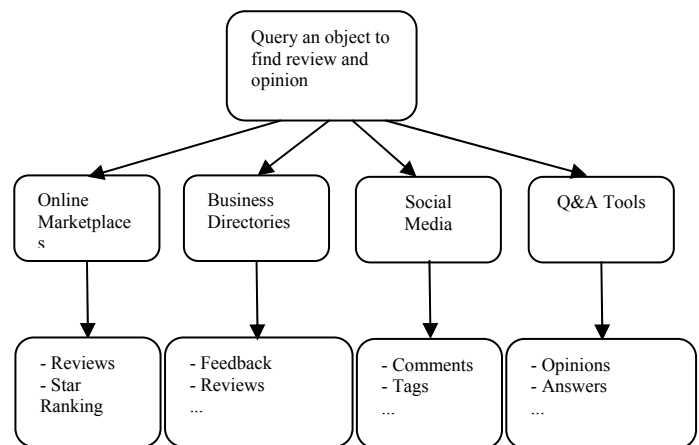 Query an object to
find review and
opinion
Online
Marketplace
s
Business
Directories
Social
Media
Q&A Tools
- Reviews
- Star
Ranking
- Feedback
- Reviews
...
- Comments
- Tags
...
- Opinions
- Answers
...